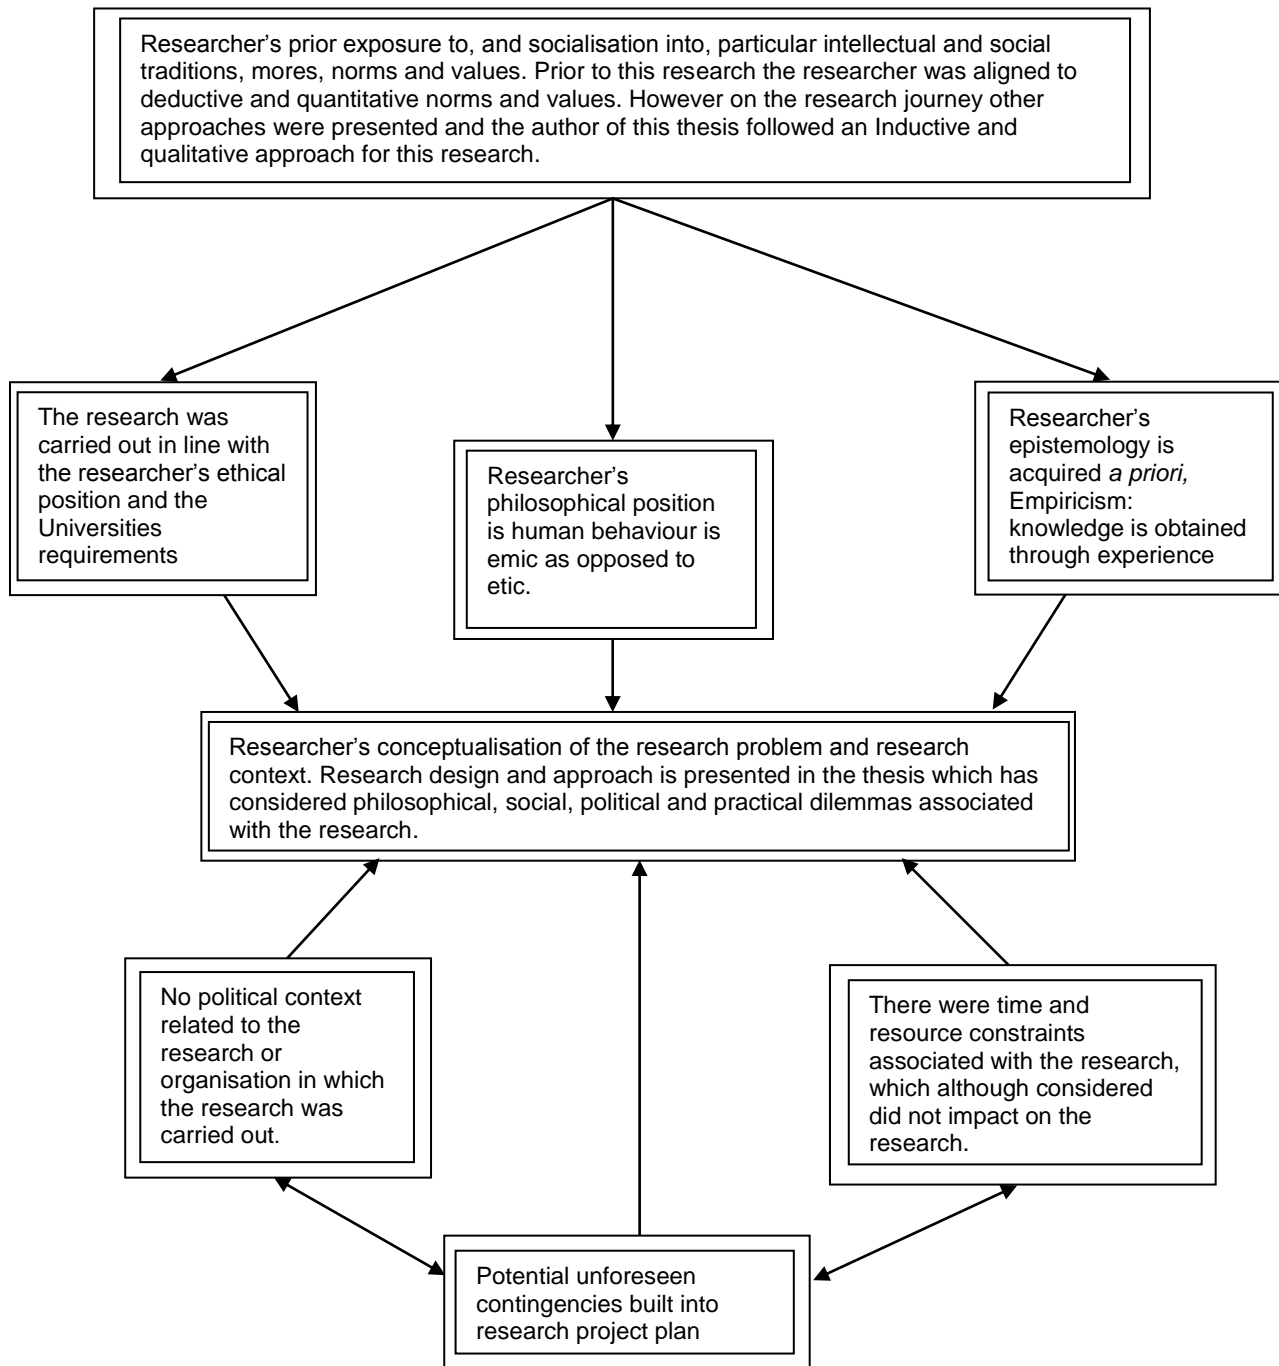 Researcher’s prior exposure to, and socialisation into, particular intellectual and social
traditions, mores, norms and values. Prior to this research the researcher was aligned to
deductive and quantitative norms and values. However on the research journey other
approaches were presented and the author of this thesis followed an Inductive and
qualitative approach for this research.
The research was
carried out in line with
the researcher’s ethical
position and the
Universities
requirements
Researcher’s
philosophical position
is human behaviour is
emic as opposed to
etic.
Researcher’s
epistemology is
acquired a priori,
Empiricism:
knowledge is obtained
through experience
Researcher’s conceptualisation of the research problem and research
context. Research design and approach is presented in the thesis which has
considered philosophical, social, political and practical dilemmas associated
with the research.
No political context
related to the
research or
organisation in which
the research was
carried out.
There were time and
resource constraints
associated with the research,
which although considered
did not impact on the
research.
Potential unforeseen
contingencies built into
research project plan